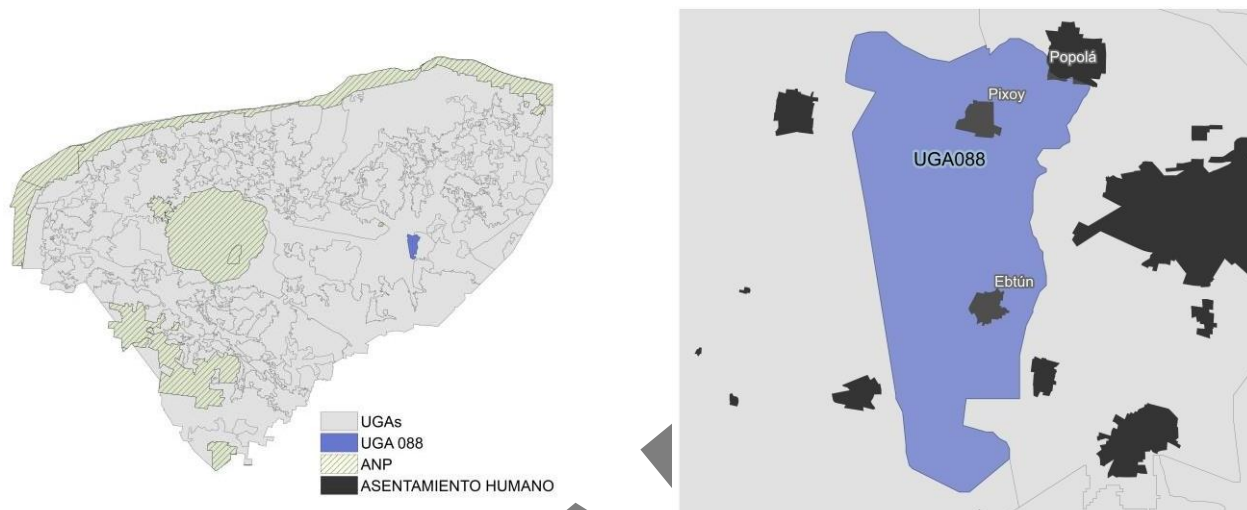 UGAs
UGA 088
ANP
ASENTAMIENTO HUMANO
Popolá
Pixoy
UGA088
Ebtún